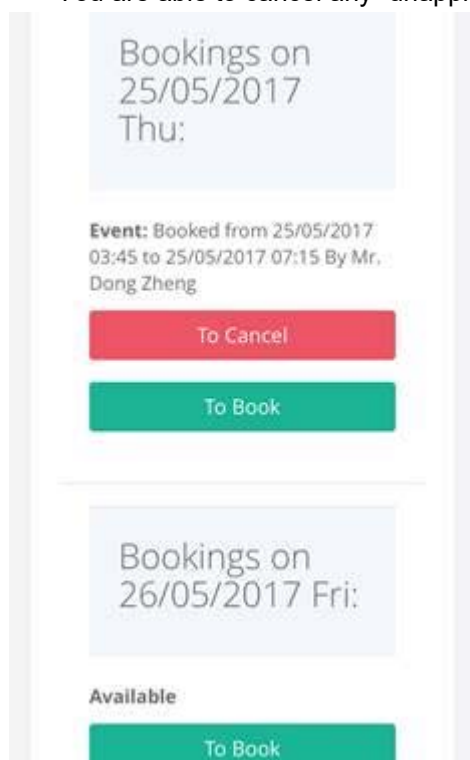 Bookings on
25/05/2017
Thu:
Event: Booked from 25/05/2017
03:45 to 25/05/2017 07:15 By Mr.
Dong Zheng
To Cancel
To Book
Bookings on
26/05/2017 Fri:
Available
To Book